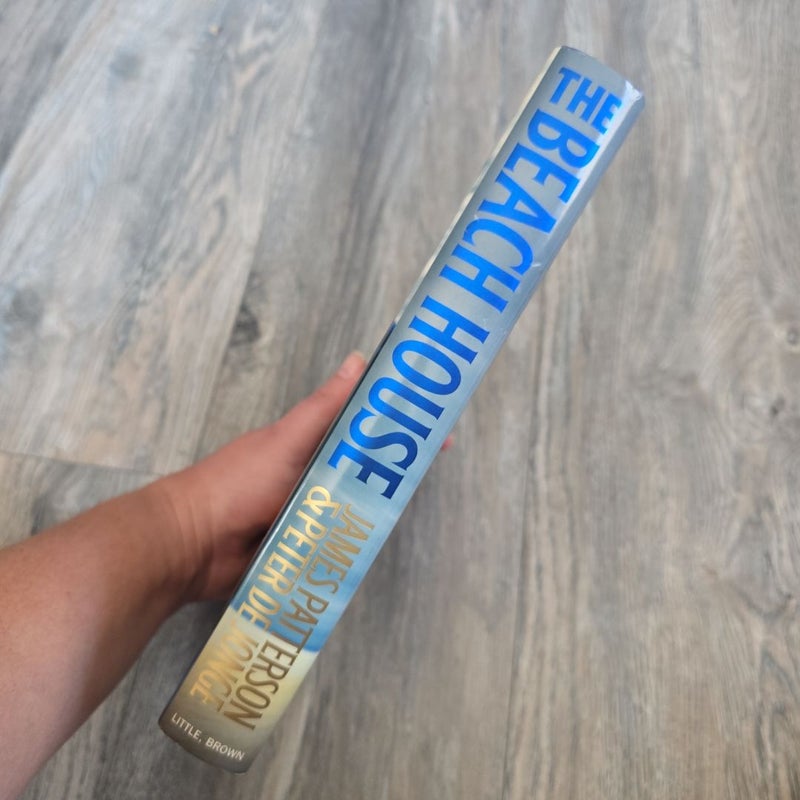 THE BEACH HOUSE
JAMES PATTERSON
& PETER DE JONGE
LITTLE, BROWN